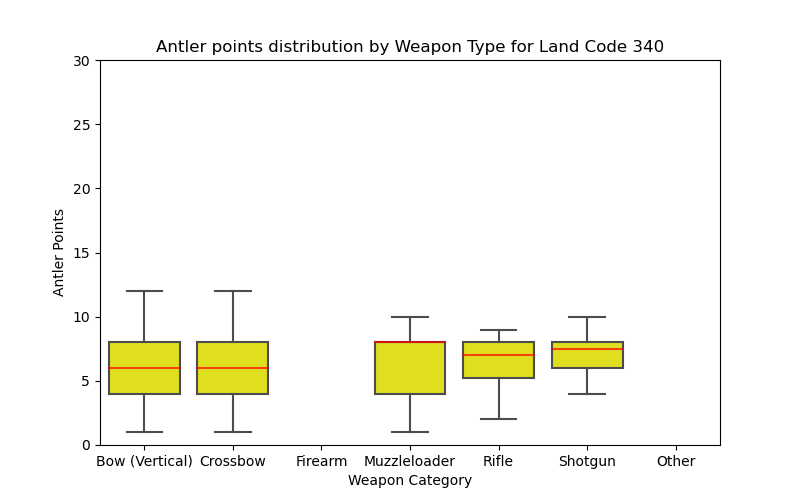 Antler points distribution by Weapon Type for Land Code 340
30
25
20
15
10
5
0
Antler Points
Bow (Vertical) Crossbow Firearm Muzzleloader Rifle Shotgun Other
Weapon Category